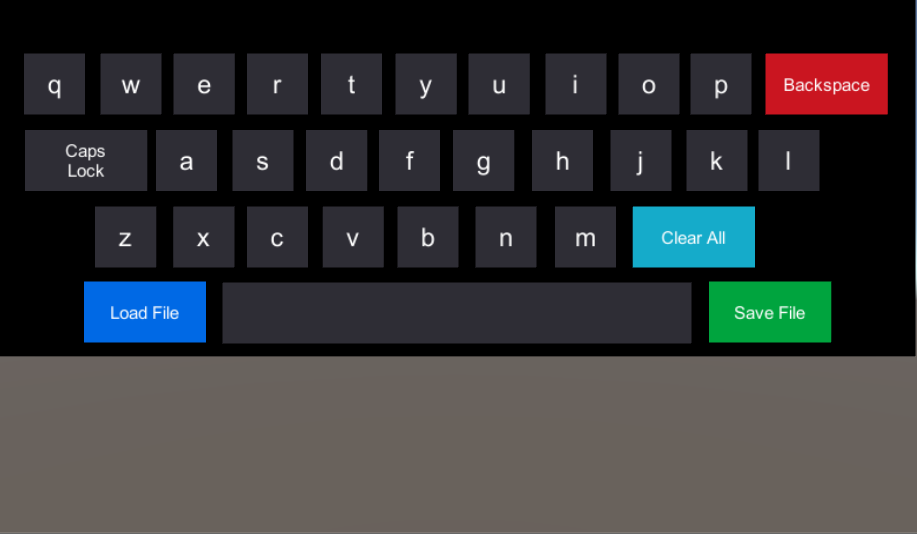 q w e r t y u i o p Backspace
Caps
Lock
a s d f g h j k l
z x c v b n m Clear All
Load File Save File